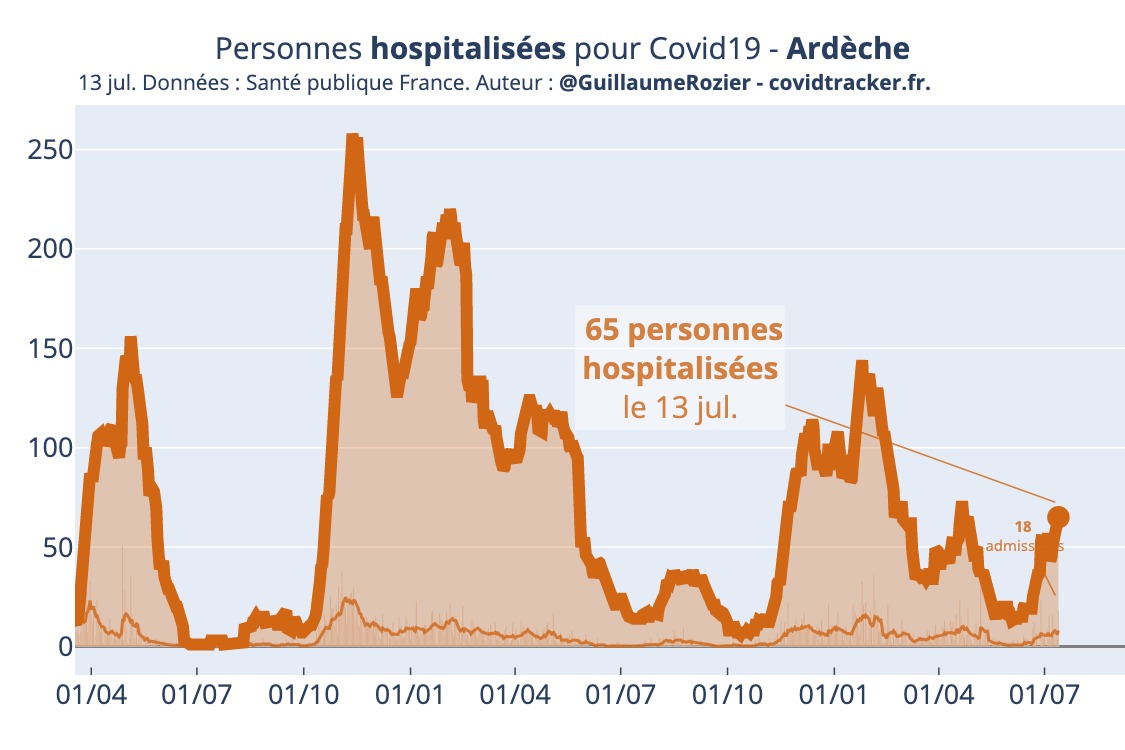 Personnes hospitalisées pour Covid19 - Ardèche
13 jul. Données : Santé publique France. Auteur : @GuillaumeRozier - covidtracker.fr.
250
200
150
100
50
0
65 personnes
hospitalisées
le 13 jul.
18
admissions
01/04 01/07 01/10 01/01 01/04 01/07 01/10 01/01 01/04 01/07